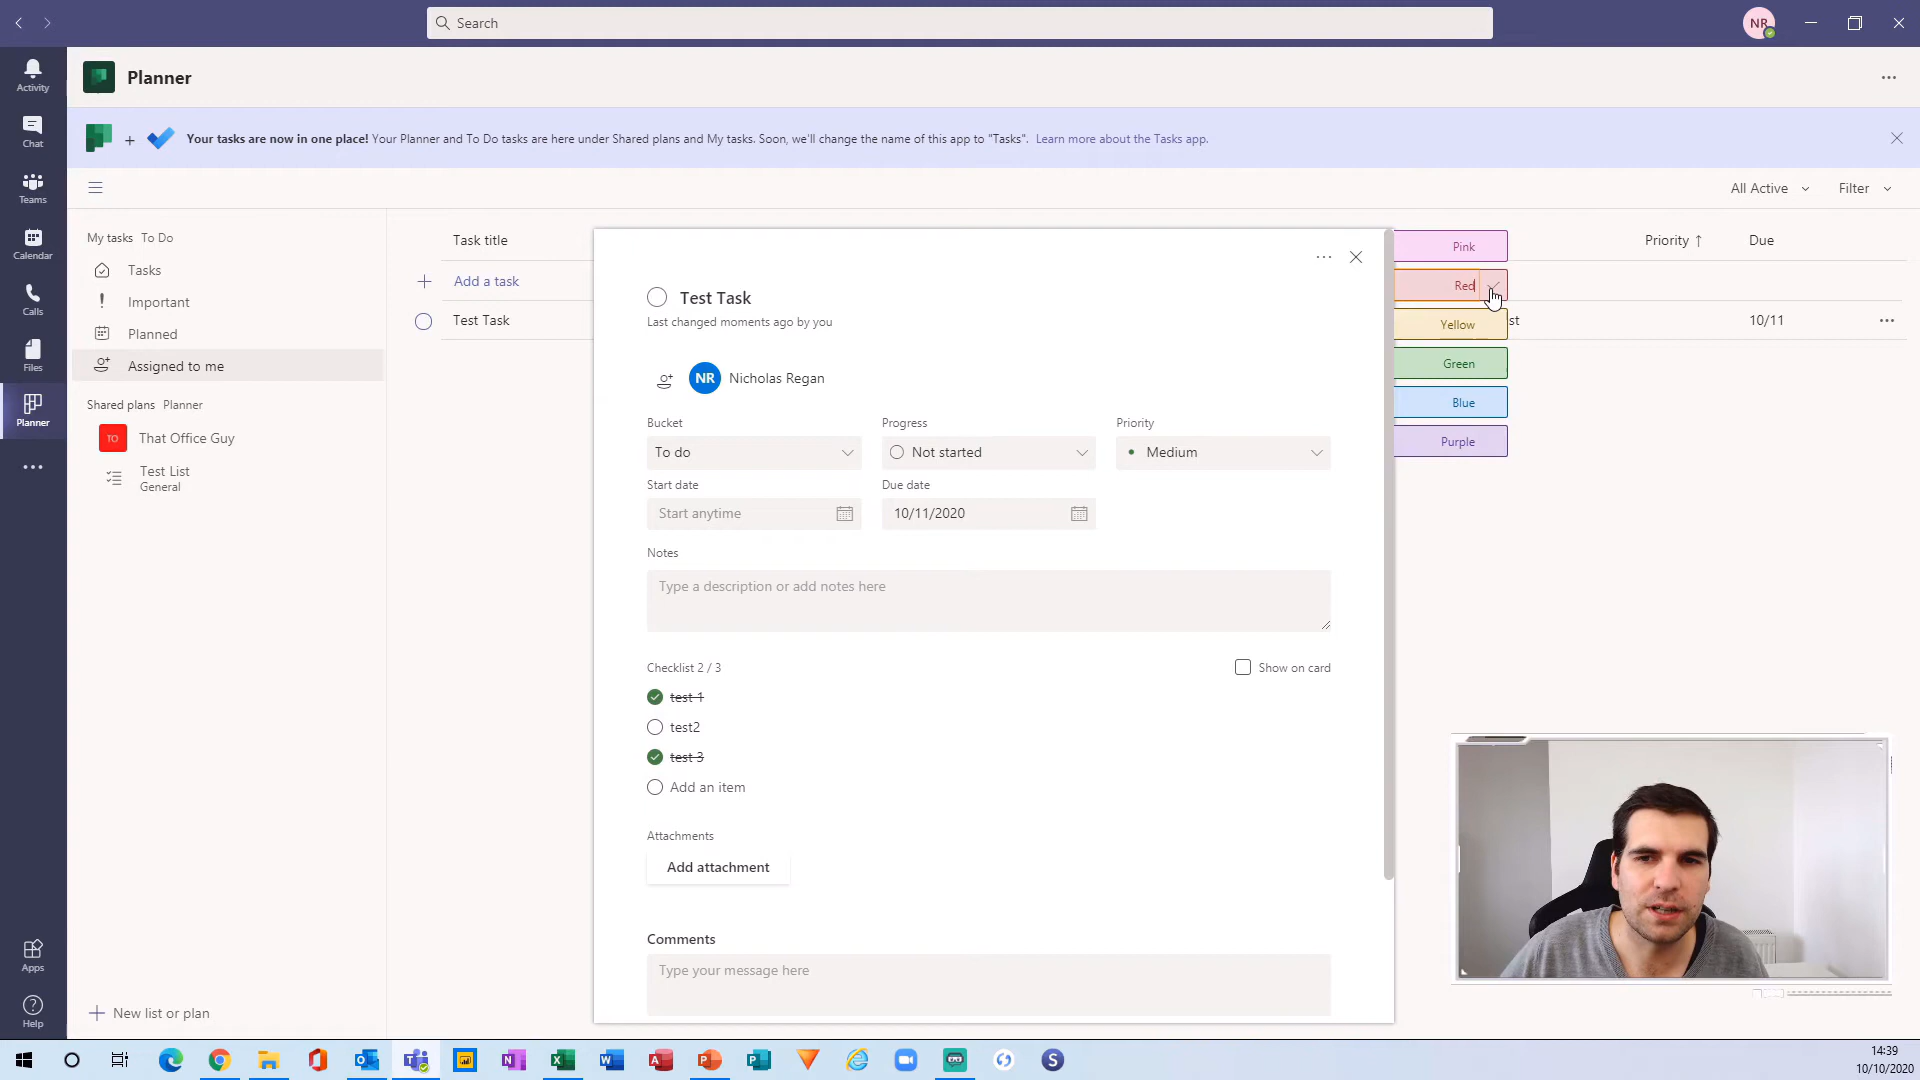 Search
NR
Activity
Chat
Teams
Calendar
Calls
Files
Planner
Apps
Help
Planner
Your tasks are now in one place! Your Planner and To Do tasks are here under Shared plans and My tasks. Soon, we'll change the name of this app to "Tasks". Learn more about the Tasks app.
All Active
Filter
My tasks To Do
Tasks
Important
Planned
Assigned to me
Shared plans Planner
TO That Office Guy
Test List
General
New list or plan
Task title
Priority ↑
Due
Add a task
Test Task
st
10/11
Test Task
Last changed moments ago by you
NR Nicholas Regan
Bucket
Progress
Priority
To do
Not started
Medium
Start date
Due date
Start anytime
10/11/2020
Notes
Type a description or add notes here
Checklist 2 / 3
Show on card
test 1
test2
test 3
Add an item
Attachments
Add attachment
Comments
Type your message here
Pink
Red
Yellow
Green
Blue
Purple
14:39
10/10/2020